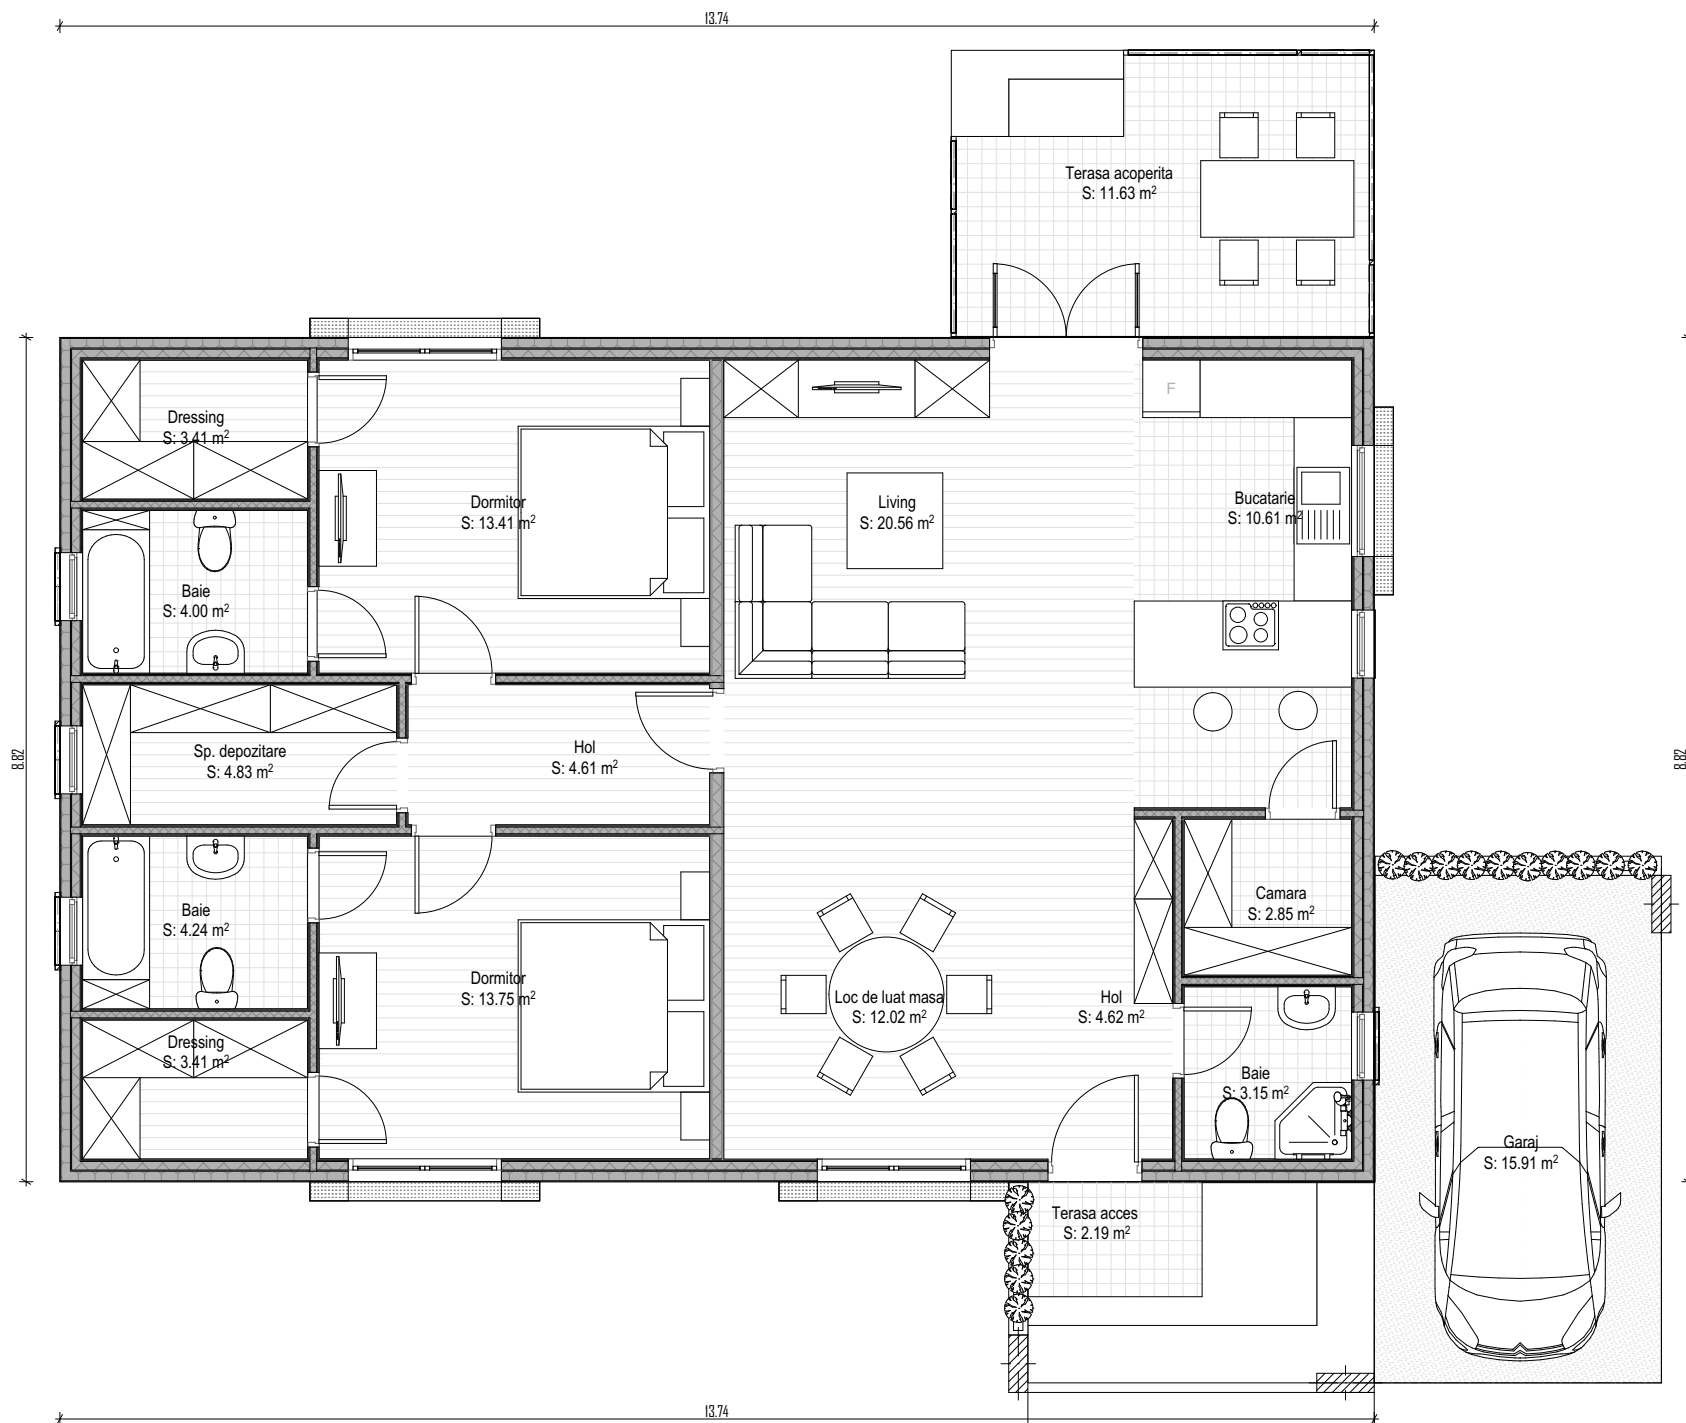 13.74
Terasa acoperita
S: 11.63 m²
F
Dressing
S: 3.41 m²
Dormitor
S: 13.41 m²
Living
S: 20.56 m²
Bucatarie
S: 10.61 m²
Baie
S: 4.00 m²
8.82
Sp. depozitare
S: 4.83 m²
Hol
S: 4.61 m²
8.82
Camara
S: 2.85 m²
Baie
S: 4.24 m²
Dormitor
S: 13.75 m²
Loc de luat masa
S: 12.02 m²
Hol
S: 4.62 m²
Dressing
S: 3.41 m²
Baie
S: 3.15 m²
Garaj
S: 15.91 m²
Terasa acces
S: 2.19 m²
13.74